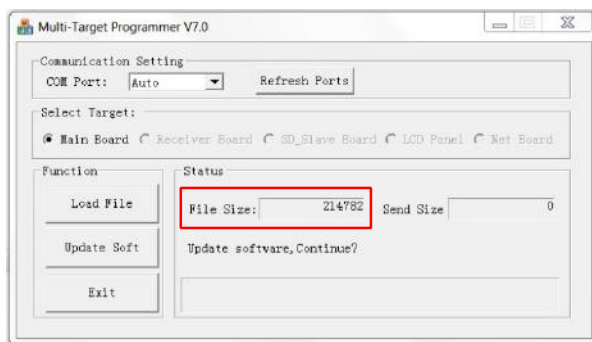 Multi-Target Programmer V7.0
Communication Setting
COM Port: Auto Refresh Ports
Select Target:
Main Board Receiver Board SD_Slave Board LCD Panel Net Board
Function Status
Load File File Size: 214782 Send Size 0
Update Soft Update software,Continue?
Exit